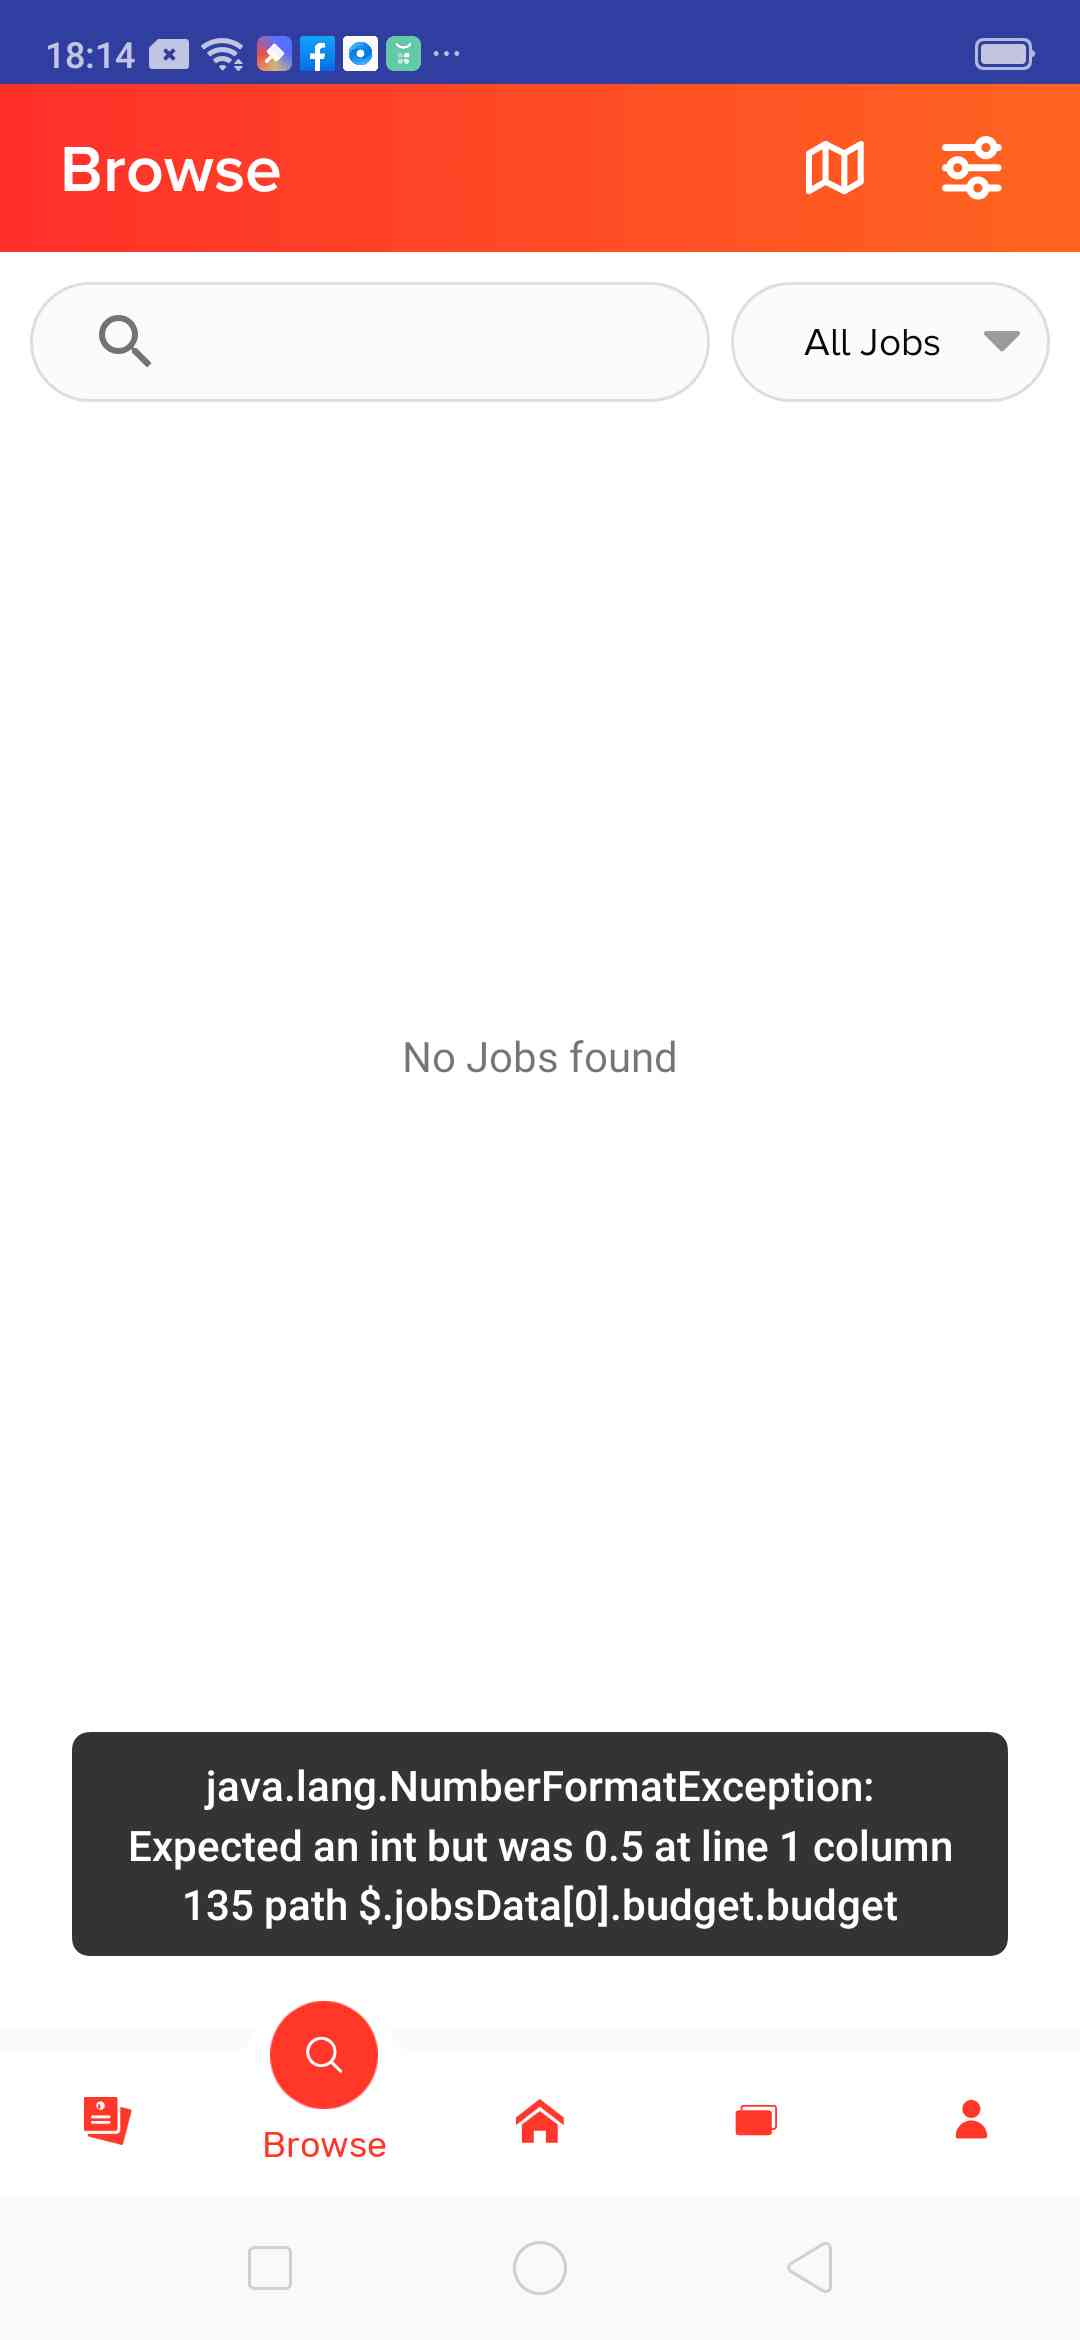 18:14
Browse
All Jobs
No Jobs found
java.lang.NumberFormatException:
Expected an int but was 0.5 at line 1 column
135 path $.jobsData[0].budget.budget
Browse